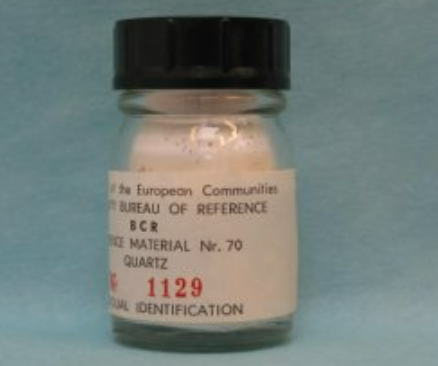 of the European Communities
BUREAU OF REFERENCE
BCR
MATERIAL Nr. 70
QUARTZ
1129
IDENTIFICATION